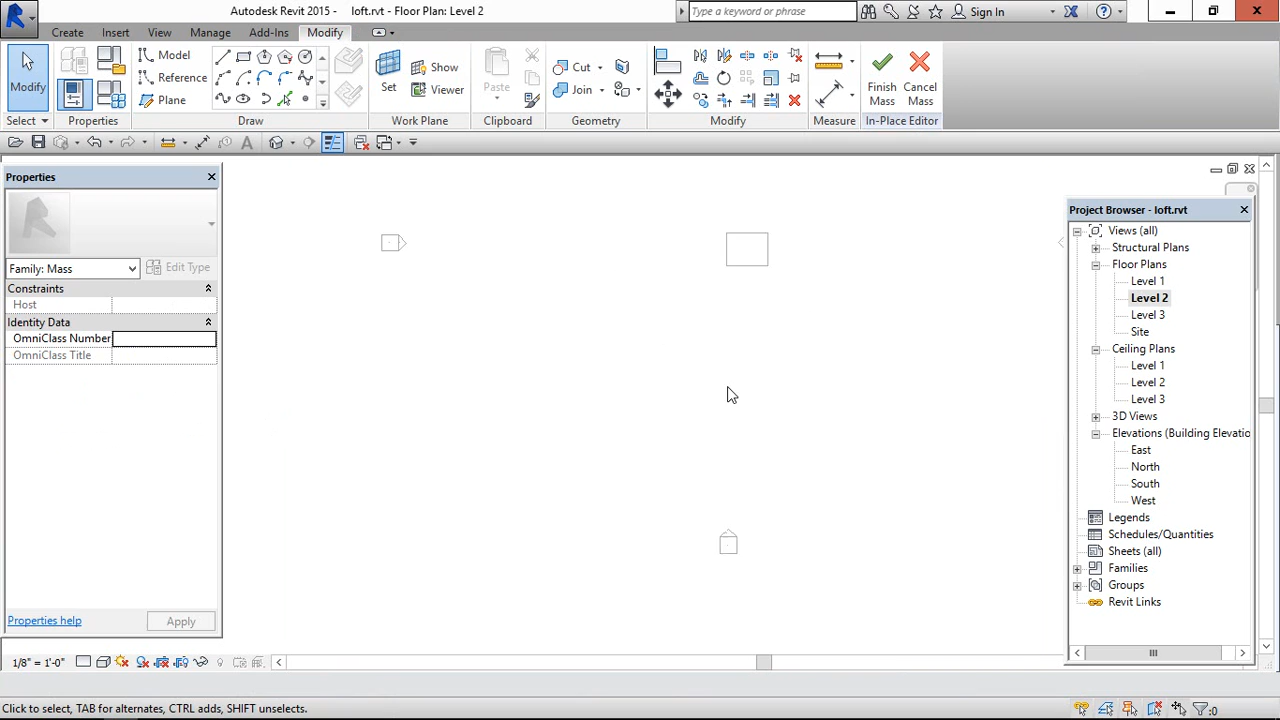 Autodesk Revit 2015 - loft.rvt - Floor Plan: Level 2
Type a keyword or phrase
Sign In
Create Insert View Manage Add-Ins Modify
Modify
Select
Properties
Model
Reference
Plane
Draw
Set
Show
Viewer
Work Plane
Paste
Clipboard
Cut
Join
Geometry
Modify
Measure
Finish Mass
Cancel Mass
In-Place Editor
Properties
Family: Mass
Edit Type
Constraints
Host
Identity Data
OmniClass Number
OmniClass Title
Properties help
Apply
Project Browser - loft.rvt
Views (all)
Structural Plans
Floor Plans
Level 1
Level 2
Level 3
Site
Ceiling Plans
Level 1
Level 2
Level 3
3D Views
Elevations (Building Elevatio
East
North
South
West
Legends
Schedules/Quantities
Sheets (all)
Families
Groups
Revit Links
1/8" = 1'-0"
Click to select, TAB for alternates, CTRL adds, SHIFT unselects.
:0